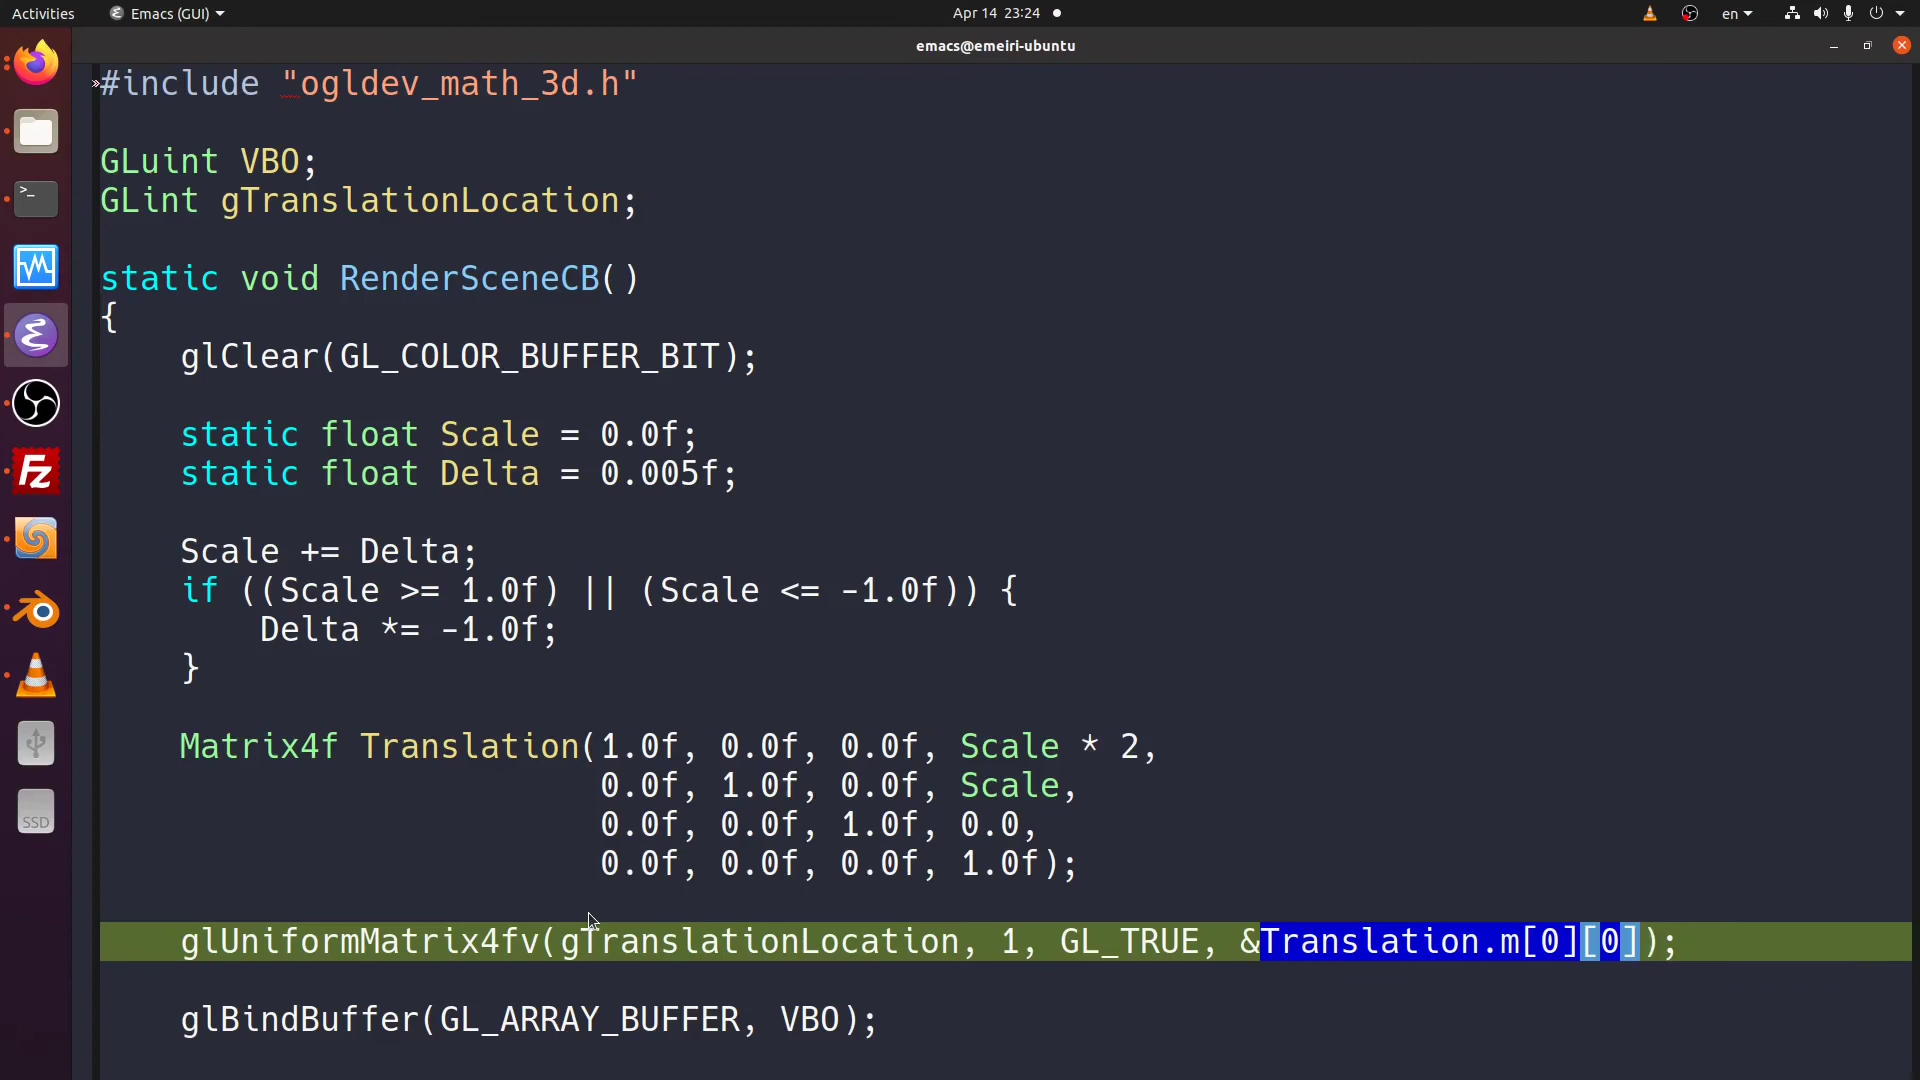 Activities
Emacs (GUI)
Apr 14 23:24
en
emacs@emeiri-ubuntu
#include "ogldev_math_3d.h"
GLuint VBO;
GLint gTranslationLocation;
static void RenderSceneCB()
{
glClear(GL_COLOR_BUFFER_BIT);
static float Scale = 0.0f;
static float Delta = 0.005f;
Scale += Delta;
if ((Scale >= 1.0f) || (Scale <= -1.0f)) {
Delta *= -1.0f;
}
Matrix4f Translation(1.0f, 0.0f, 0.0f, Scale * 2,
0.0f, 1.0f, 0.0f, Scale,
0.0f, 0.0f, 1.0f, 0.0,
0.0f, 0.0f, 0.0f, 1.0f);
glUniformMatrix4fv(gTranslationLocation, 1, GL_TRUE, &Translation.m[0][0]);
glBindBuffer(GL_ARRAY_BUFFER, VBO);
>_
Fz
SSD